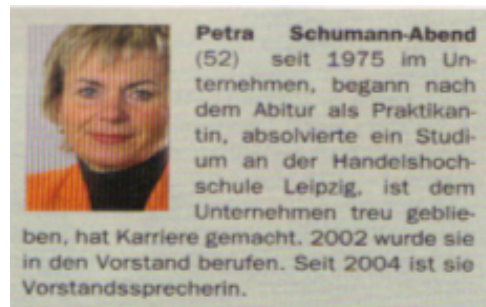 Petra Schumann-Abend
(52) seit 1975 im Un-
ternehmen, begann nach
dem Abitur als Praktikan-
tin, absolvierte ein Studi-
um an der Handelshoch-
schule Leipzig, ist dem
Unternehmen treu geblie-
ben, hat Karriere gemacht. 2002 wurde sie
in den Vorstand berufen. Seit 2004 ist sie
Vorstandssprecherin.